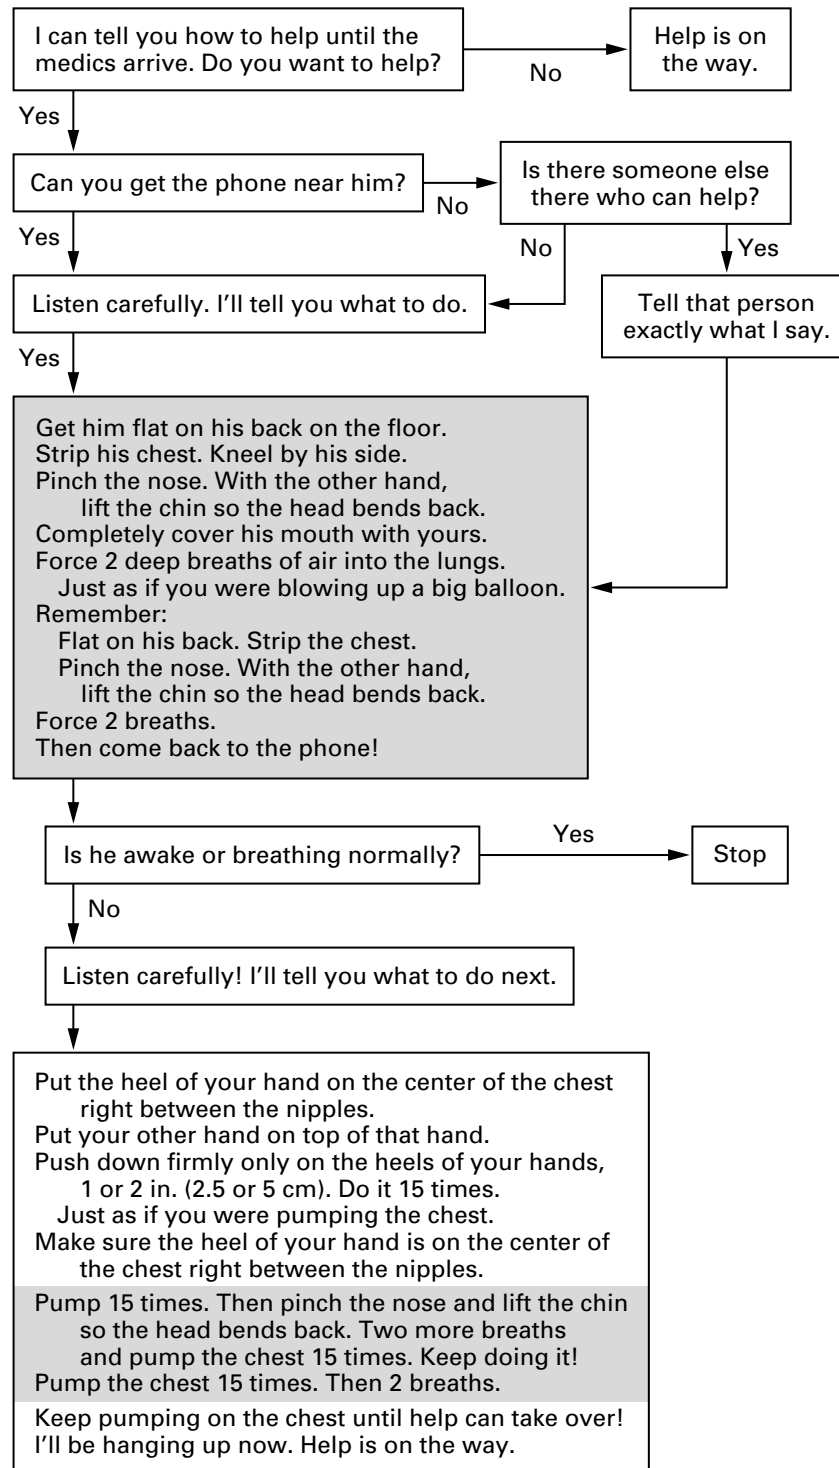 I can tell you how to help until the
medics arrive. Do you want to help?
No
Help is on
the way.
Yes
Can you get the phone near him?
No
Is there someone else
there who can help?
Yes
No
Yes
Listen carefully. I'll tell you what to do.
Tell that person
exactly what I say.
Yes
Get him flat on his back on the floor.
Strip his chest. Kneel by his side.
Pinch the nose. With the other hand,
lift the chin so the head bends back.
Completely cover his mouth with yours.
Force 2 deep breaths of air into the lungs.
Just as if you were blowing up a big balloon.
Remember:
Flat on his back. Strip the chest.
Pinch the nose. With the other hand,
lift the chin so the head bends back.
Force 2 breaths.
Then come back to the phone!
Is he awake or breathing normally?
Yes
Stop
No
Listen carefully! I'll tell you what to do next.
Put the heel of your hand on the center of the chest
right between the nipples.
Put your other hand on top of that hand.
Push down firmly only on the heels of your hands,
1 or 2 in. (2.5 or 5 cm). Do it 15 times.
Just as if you were pumping the chest.
Make sure the heel of your hand is on the center of
the chest right between the nipples.
Pump 15 times. Then pinch the nose and lift the chin
so the head bends back. Two more breaths
and pump the chest 15 times. Keep doing it!
Pump the chest 15 times. Then 2 breaths.
Keep pumping on the chest until help can take over!
I'll be hanging up now. Help is on the way.